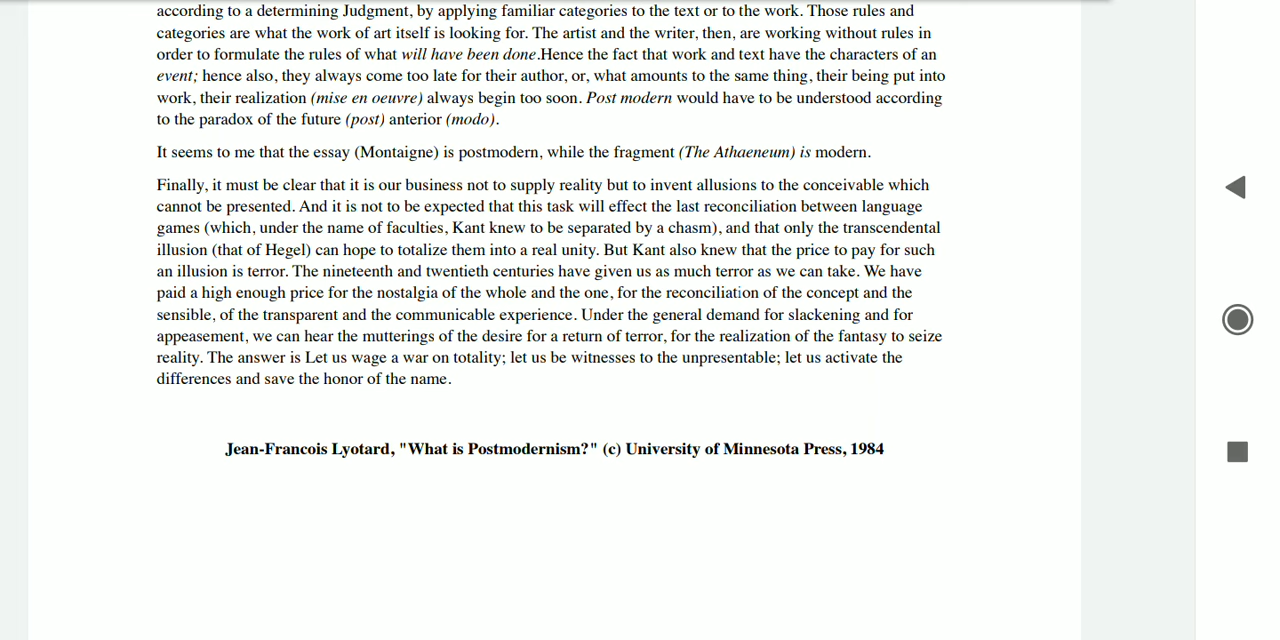 according to a determining Judgment, by applying familiar categories to the text or to the work. Those rules and
categories are what the work of art itself is looking for. The artist and the writer, then, are working without rules in
order to formulate the rules of what will have been done.Hence the fact that work and text have the characters of an
event; hence also, they always come too late for their author, or, what amounts to the same thing, their being put into
work, their realization (mise en oeuvre) always begin too soon. Post modern would have to be understood according
to the paradox of the future (post) anterior (modo).
It seems to me that the essay (Montaigne) is postmodern, while the fragment (The Athaeneum) is modern.
Finally, it must be clear that it is our business not to supply reality but to invent allusions to the conceivable which
cannot be presented. And it is not to be expected that this task will effect the last reconciliation between language
games (which, under the name of faculties, Kant knew to be separated by a chasm), and that only the transcendental
illusion (that of Hegel) can hope to totalize them into a real unity. But Kant also knew that the price to pay for such
an illusion is terror. The nineteenth and twentieth centuries have given us as much terror as we can take. We have
paid a high enough price for the nostalgia of the whole and the one, for the reconciliation of the concept and the
sensible, of the transparent and the communicable experience. Under the general demand for slackening and for
appeasement, we can hear the mutterings of the desire for a return of terror, for the realization of the fantasy to seize
reality. The answer is Let us wage a war on totality; let us be witnesses to the unpresentable; let us activate the
differences and save the honor of the name.
Jean-Francois Lyotard, "What is Postmodernism?" (c) University of Minnesota Press, 1984